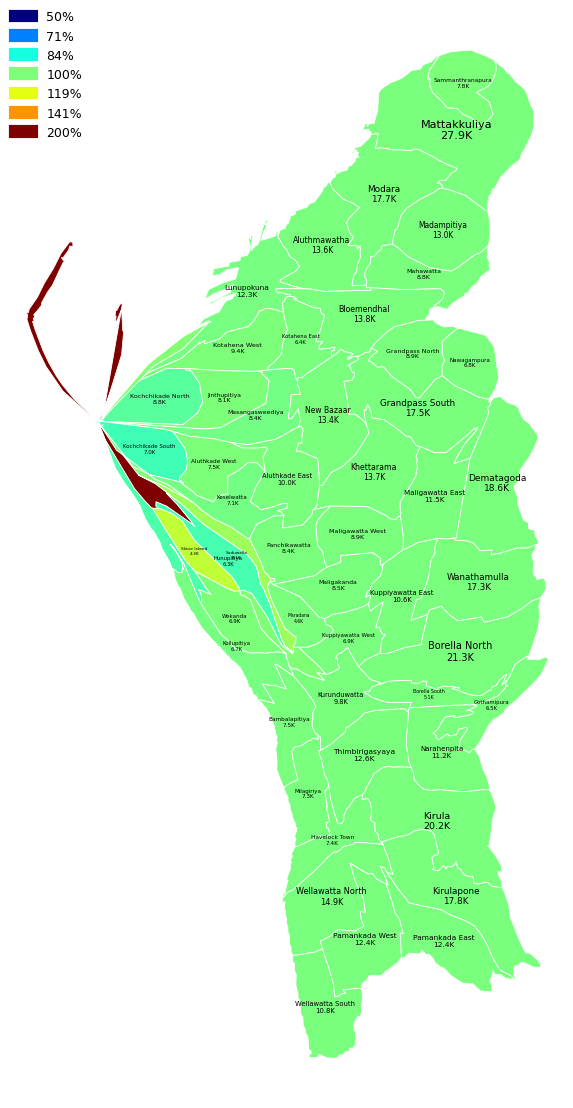 50%
71%
84%
100%
119%
141%
200%
Sammanthranapura
7.8K
Mattakkuliya
27.9K
Modara
17.7K
Madampitiya
13.0K
Aluthmawatha
13.6K
Mahawatta
8.8K
Lunupokuna
12.3K
Bloemendhal
13.8K
Kotahena East
6.4K
Kotahena West
9.4K
Grandpass North
8.9K
Nawagampura
6.8K
Kochchikade North
8.8K
Jinthupitiya
8.1K
Masangasweediya
8.4K
New Bazaar
13.4K
Grandpass South
17.5K
Kochchikade South
7.0K
Aluthkade West
7.5K
Aluthkade East
10.0K
Khettarama
13.7K
Dematagoda
18.6K
Keselwatta
7.1K
Maligawatta East
11.5K
Maligawatta West
8.9K
Panchikawatta
8.4K
Slave Island
Hunupitiya
6.3K
Maligakanda
8.5K
Wanathamulla
17.3K
Kuppiyawatta East
10.6K
Wekanda
6.9K
Maradana
4.6K
Kuppiyawatta West
6.9K
Kollupitiya
6.7K
Borella North
21.3K
Kurunduwatta
9.8K
Borella South
5.1K
Gothamipura
6.5K
Bambalapitiya
7.5K
Thimbirigasyaya
12.6K
Narahenpita
11.2K
Milagiriya
7.3K
Kirula
20.2K
Havelock Town
7.4K
Wellawatta North
14.9K
Kirulapone
17.8K
Pamankada West
12.4K
Pamankada East
12.4K
Wellawatta South
10.8K